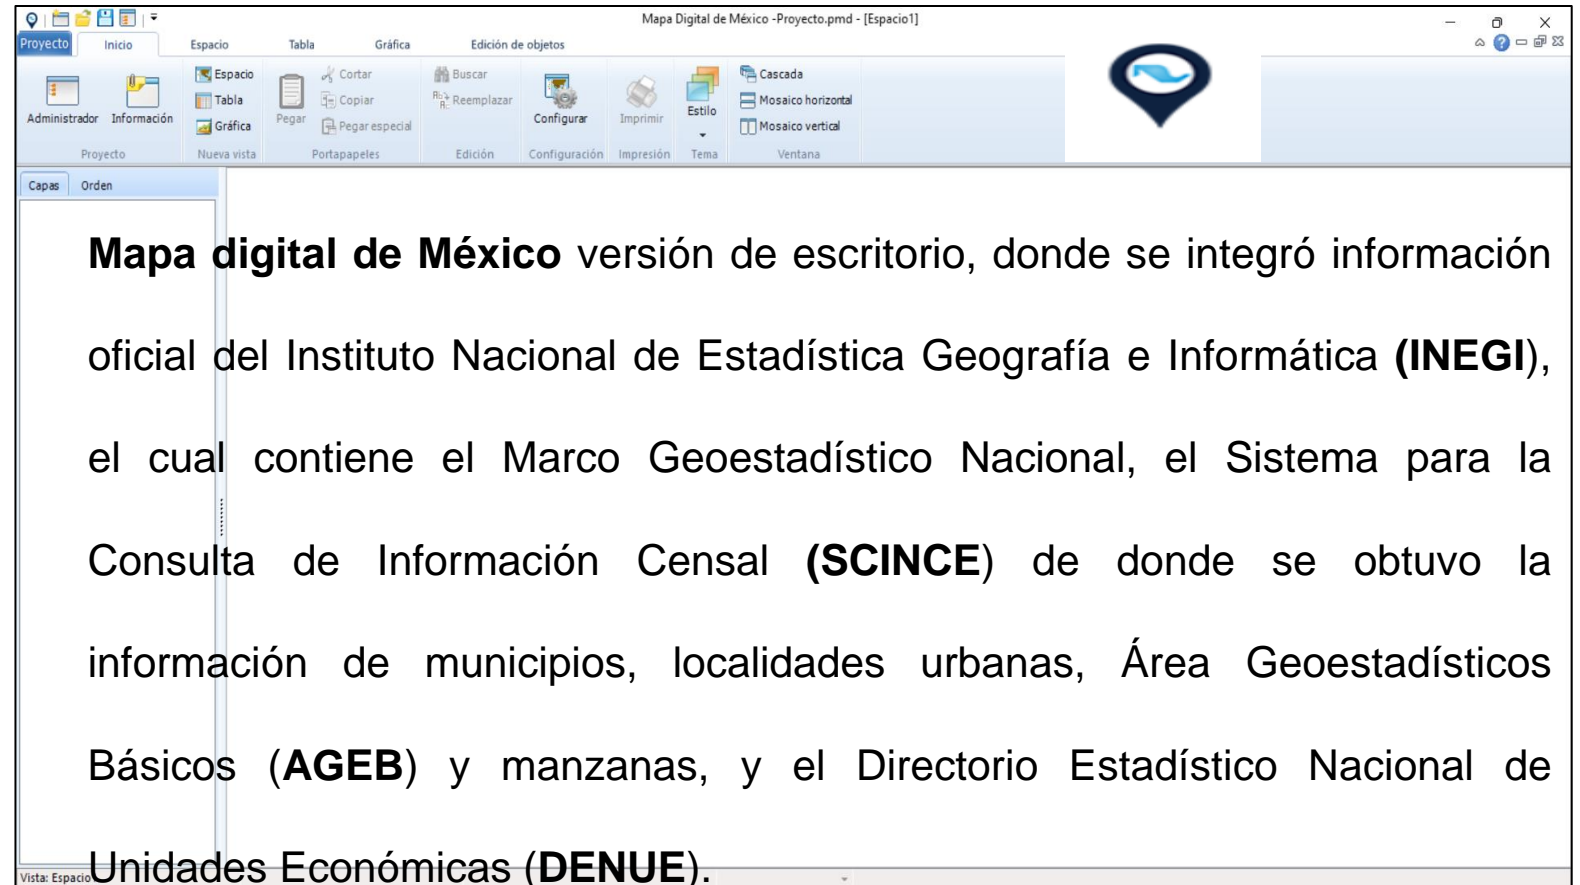 Mapa Digital de México -Proyecto.pmd - [Espacio1]
Proyecto Inicio Espacio Tabla Gráfica Edición de objetos
Administrador Información
Espacio
Tabla
Gráfica
Pegar
Cortar
Copiar
Pegar especial
Buscar
Reemplazar
Configurar
Imprimir
Estilo
Cascada
Mosaico horizontal
Mosaico vertical
Proyecto Nueva vista Portapapeles Edición Configuración Impresión Tema Ventana
Capas Orden
Mapa digital de México versión de escritorio, donde se integró información
oficial del Instituto Nacional de Estadística Geografía e Informática (INEGI),
el cual contiene el Marco Geoestadístico Nacional, el Sistema para la
Consulta de Información Censal (SCINCE) de donde se obtuvo la
información de municipios, localidades urbanas, Área Geoestadísticos
Básicos (AGEB) y manzanas, y el Directorio Estadístico Nacional de
Unidades Económicas (DENUE).
Vista: Espacio